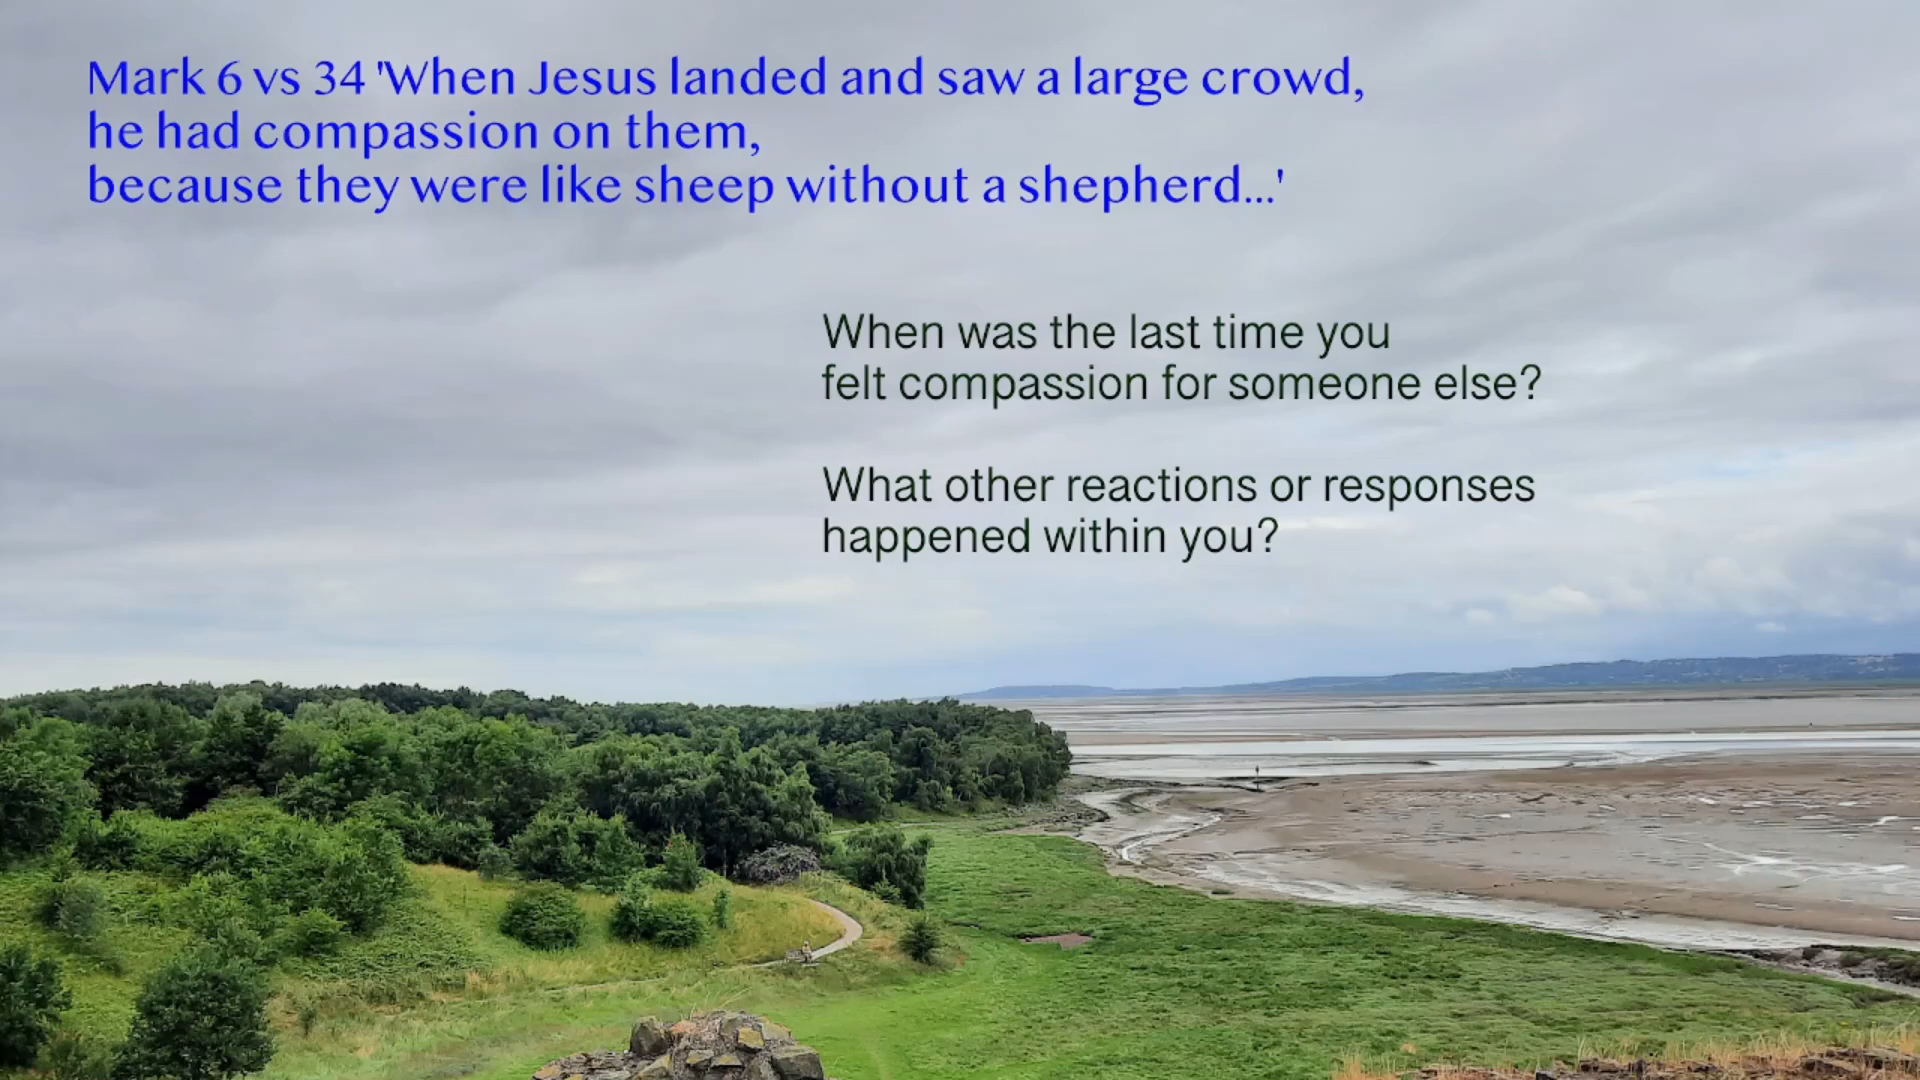 Mark 6 vs 34 'When Jesus landed and saw a large crowd,
he had compassion on them,
because they were like sheep without a shepherd...'
When was the last time you
felt compassion for someone else?
What other reactions or responses
happened within you?